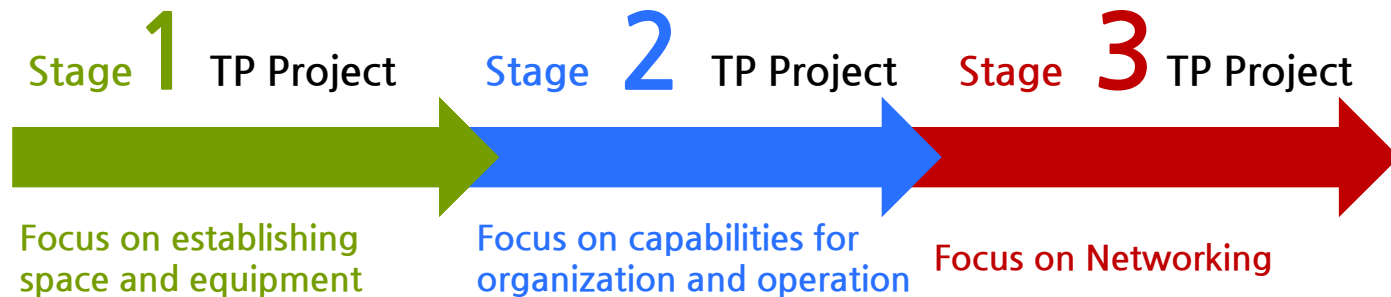 Stage 1 TP Project
Focus on establishing
space and equipment
Stage 2 TP Project
Focus on capabilities for
organization and operation
Stage 3 TP Project
Focus on Networking